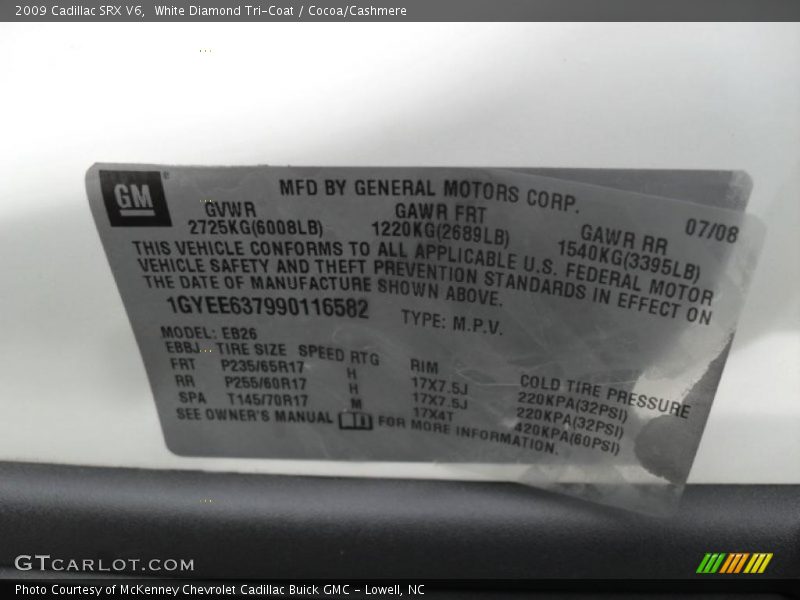 2009 Cadillac SRX V6, White Diamond Tri-Coat / Cocoa/Cashmere
GM
MFD BY GENERAL MOTORS CORP.
07/08
GVWR GAWR FRT GAWR RR
2725KG(6008LB) 1220KG(2689LB) 1540KG(3395LB)
THIS VEHICLE CONFORMS TO ALL APPLICABLE U.S. FEDERAL MOTOR
VEHICLE SAFETY AND THEFT PREVENTION STANDARDS IN EFFECT ON
THE DATE OF MANUFACTURE SHOWN ABOVE.
1GYEE637990116582 TYPE: M.P.V.
MODEL: EB26
EBBJ TIRE SIZE SPEED RTG RIM COLD TIRE PRESSURE
FRT P235/65R17 H 17X7.5J 220KPA(32PSI)
RR P255/60R17 H 17X7.5J 220KPA(32PSI)
SPA T145/70R17 M 17X4T 420KPA(60PSI)
SEE OWNER'S MANUAL FOR MORE INFORMATION.
GTCARLOT.COM
Photo Courtesy of McKenney Chevrolet Cadillac Buick GMC - Lowell, NC